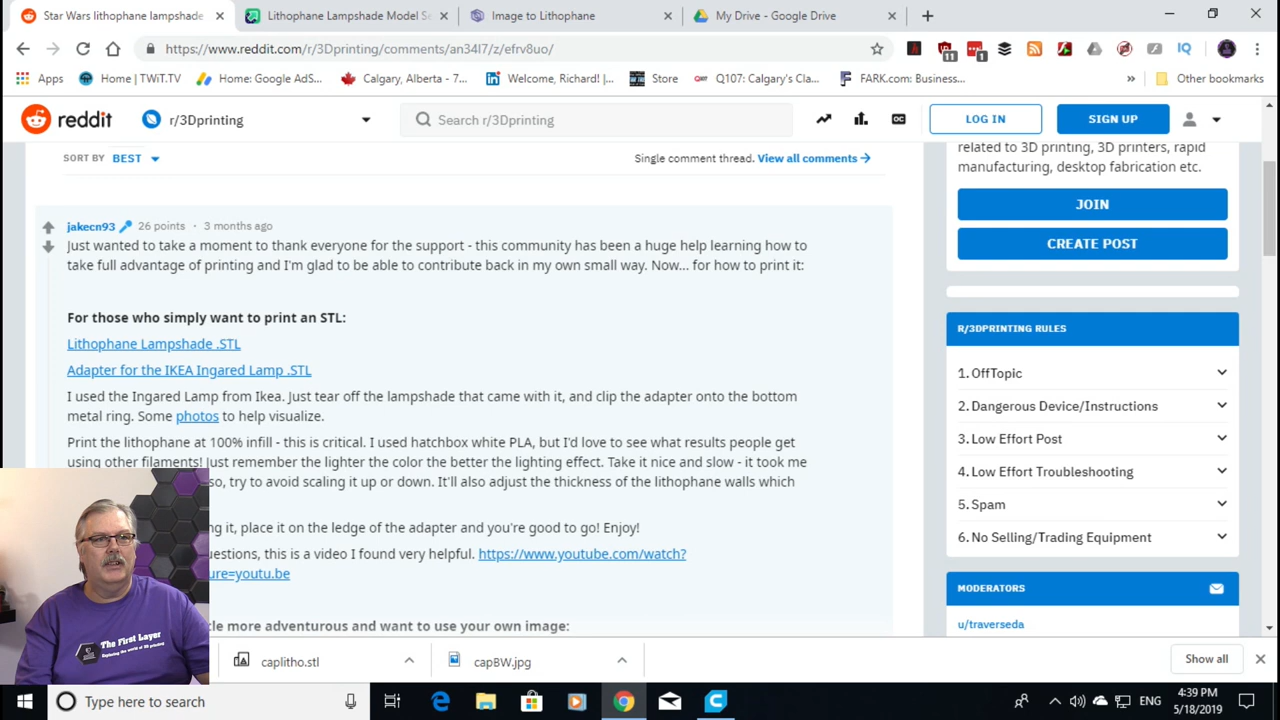 Star Wars lithophane lampshade
Lithophane Lampshade Model Se
Image to Lithophane
My Drive - Google Drive
https://www.reddit.com/r/3Dprinting/comments/an34l7/z/efrv8uo/
11
1
IQ
Apps
Home | TWiT.TV
Home: Google AdS...
Calgary, Alberta - 7...
Welcome, Richard! |...
Store
Q107: Calgary's Cla...
FARK.com: Business...
Other bookmarks
reddit
r/3Dprinting
Search r/3Dprinting
LOG IN
SIGN UP
SORT BY BEST
Single comment thread. View all comments
jakecn93 26 points · 3 months ago
Just wanted to take a moment to thank everyone for the support - this community has been a huge help learning how to
take full advantage of printing and I'm glad to be able to contribute back in my own small way. Now... for how to print it:
For those who simply want to print an STL:
Lithophane Lampshade .STL
Adapter for the IKEA Ingared Lamp .STL
I used the Ingared Lamp from Ikea. Just tear off the lampshade that came with it, and clip the adapter onto the bottom
metal ring. Some photos to help visualize.
Print the lithophane at 100% infill - this is critical. I used hatchbox white PLA, but I'd love to see what results people get
using other filaments! Just remember the lighter the color the better the lighting effect. Take it nice and slow - it took me
so, try to avoid scaling it up or down. It'll also adjust the thickness of the lithophane walls which
ng it, place it on the ledge of the adapter and you're good to go! Enjoy!
uestions, this is a video I found very helpful. https://www.youtube.com/watch?
ure=youtu.be
tle more adventurous and want to use your own image:
related to 3D printing, 3D printers, rapid
manufacturing, desktop fabrication etc.
JOIN
CREATE POST
R/3DPRINTING RULES
1. OffTopic
2. Dangerous Device/Instructions
3. Low Effort Post
4. Low Effort Troubleshooting
5. Spam
6. No Selling/Trading Equipment
MODERATORS
u/traverseda
The First Layer
Exploring the world of 3D printing
caplitho.stl
capBW.jpg
Show all
Type here to search
ENG
4:39 PM
5/18/2019